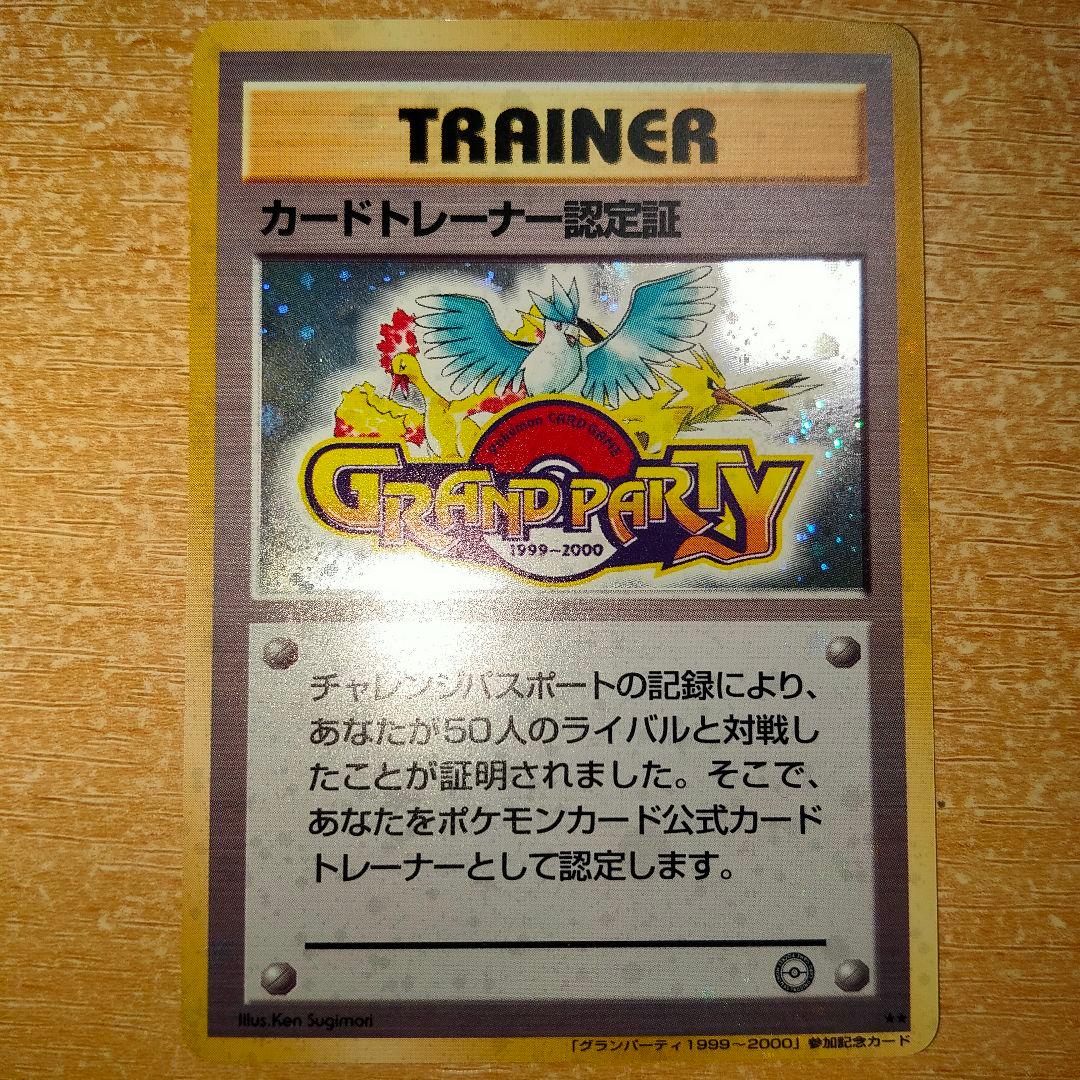 TRAINER
カードトレーナー認定証
Pokémon CARD GAME
GRAND PARTY
1999~2000
チャレンジパスポートの記録により、
あなたが50人のライバルと対戦し
たことが証明されました。そこで、
あなたをポケモンカード公式カード
トレーナーとして認定します。
Illus.Ken Sugimori
★★
「グランパーティ1999～2000」参加記念カード